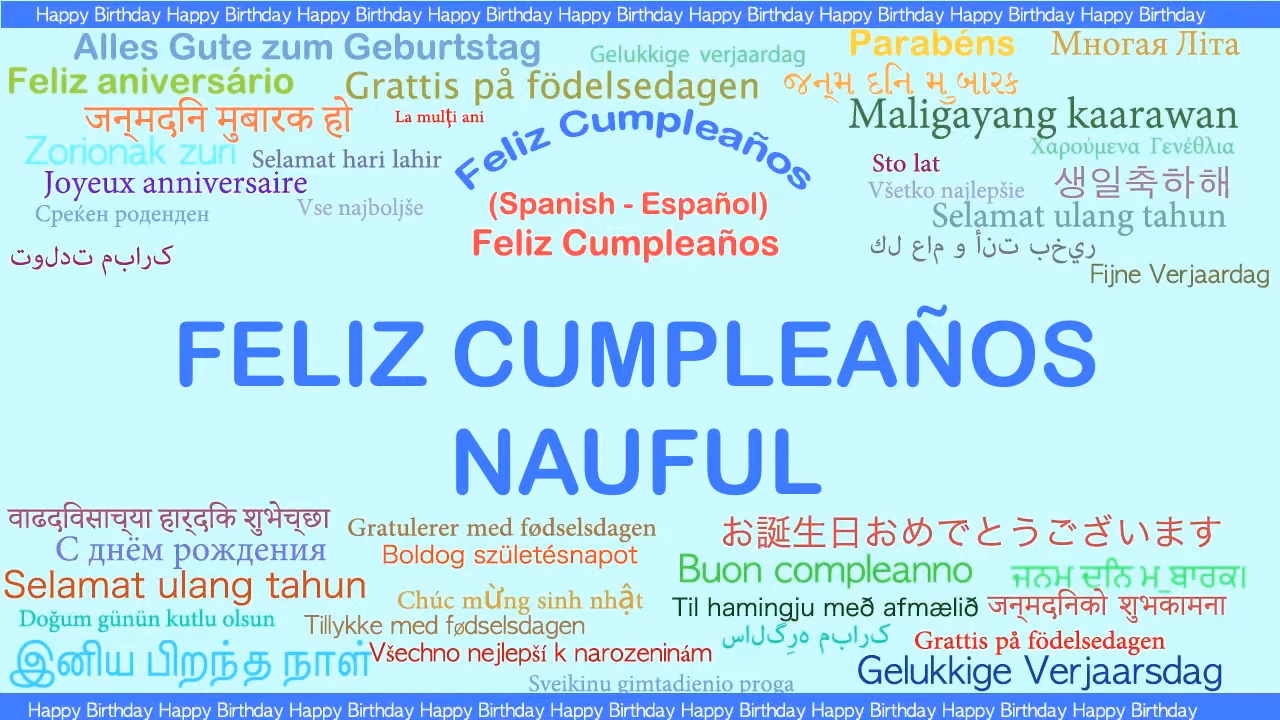 Happy Birthday Happy Birthday Happy Birthday Happy Birthday Happy Birthday Happy Birthday Happy Birthday Happy Birthday Happy Birthday
Alles Gute zum Geburtstag
Gelukkige verjaardag
Parabéns
Многая Літа
Feliz aniversário
Grattis på födelsedagen
જન્મ દિન મુબારક
जन्मदिन मुबारक हो
La mulţi ani
Feliz Cumpleaños
Maligayang kaarawan
Zorionak zuri
Selamat hari lahir
Sto lat
Χαρούμενα Γενέθλια
Joyeux anniversaire
Všetko najlepšie
생일축하해
Среќен роденден
Vse najboljše
(Spanish - Español)
Selamat ulang tahun
Feliz Cumpleaños
تولدت مبارک
كل عام و أنت بخير
Fijne Verjaardag
FELIZ CUMPLEAÑOS
NAUFUL
वाढदिवसाच्या हार्दिक शुभेच्छा
Gratulerer med fødselsdagen
お誕生日おめでとうございます
С днём рождения
Boldog születésnapot
Selamat ulang tahun
Buon compleanno
ਜਨਮ ਦਿਨ ਮੁਬਾਰਕ।
Chúc mừng sinh nhật
Til hamingju með afmælið
जन्मदिनको शुभकामना
Doğum günün kutlu olsun
Tillykke med fødselsdagen
سالگرہ مبارک
Grattis på födelsedagen
இனிய பிறந்த நாள்
Všechno nejlepší k narozeninám
Gelukkige Verjaarsdag
Sveikinu gimtadienio proga
Happy Birthday Happy Birthday Happy Birthday Happy Birthday Happy Birthday Happy Birthday Happy Birthday Happy Birthday Happy Birthday